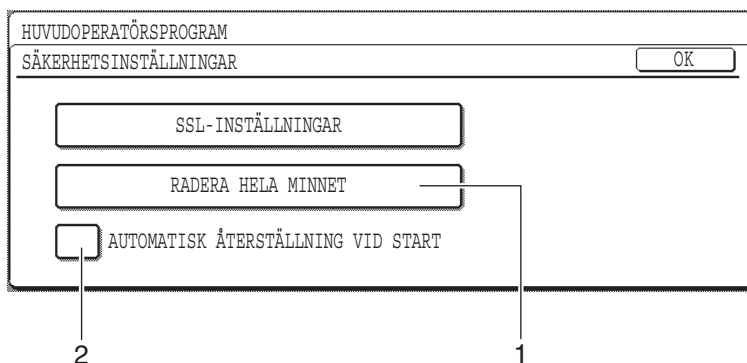 HUVUDOPERATÖRSPROGRAM
SÄKERHETSINSTÄLLNINGAR OK
SSL-INSTÄLLNINGAR
RADERA HELA MINNET
AUTOMATISK ÅTERSTÄLLNING VID START
2 1